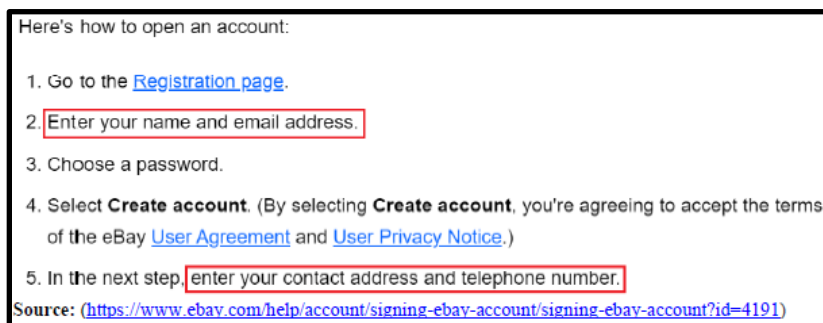 Here's how to open an account:
1. Go to the Registration page.
2. Enter your name and email address.
3. Choose a password.
4. Select Create account. (By selecting Create account, you're agreeing to accept the terms
of the eBay User Agreement and User Privacy Notice.)
5. In the next step, enter your contact address and telephone number.
Source: (https://www.ebay.com/help/account/signing-ebay-account/signing-ebay-account?id=4191)